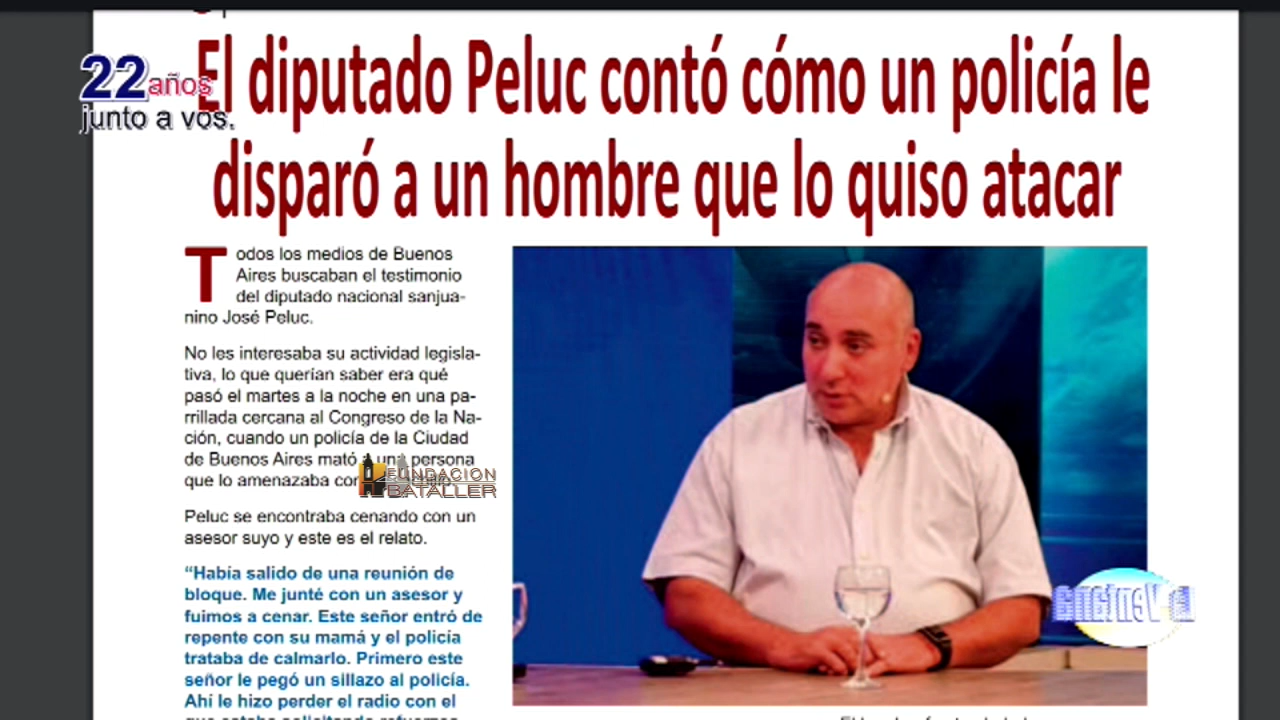 22 años
junto a vos.
El diputado Peluc contó cómo un policía le
disparó a un hombre que lo quiso atacar
Todos los medios de Buenos
Aires buscaban el testimonio
del diputado nacional sanjua-
nino José Peluc.
No les interesaba su actividad legisla-
tiva, lo que querían saber era qué
pasó el martes a la noche en una pa-
rrillada cercana al Congreso de la Na-
ción, cuando un policía de la Ciudad
de Buenos Aires mató a una persona
que lo amenazaba
FUNDACION
BATALLER
Peluc se encontraba cenando con un
asesor suyo y este es el relato.
“Había salido de una reunión de
bloque. Me junté con un asesor y
fuimos a cenar. Este señor entró de
repente con su mamá y el policía
trataba de calmarlo. Primero este
señor le pegó un sillazo al policía.
Ahí le hizo perder el radio con el
que estaba solicitando refuerzos